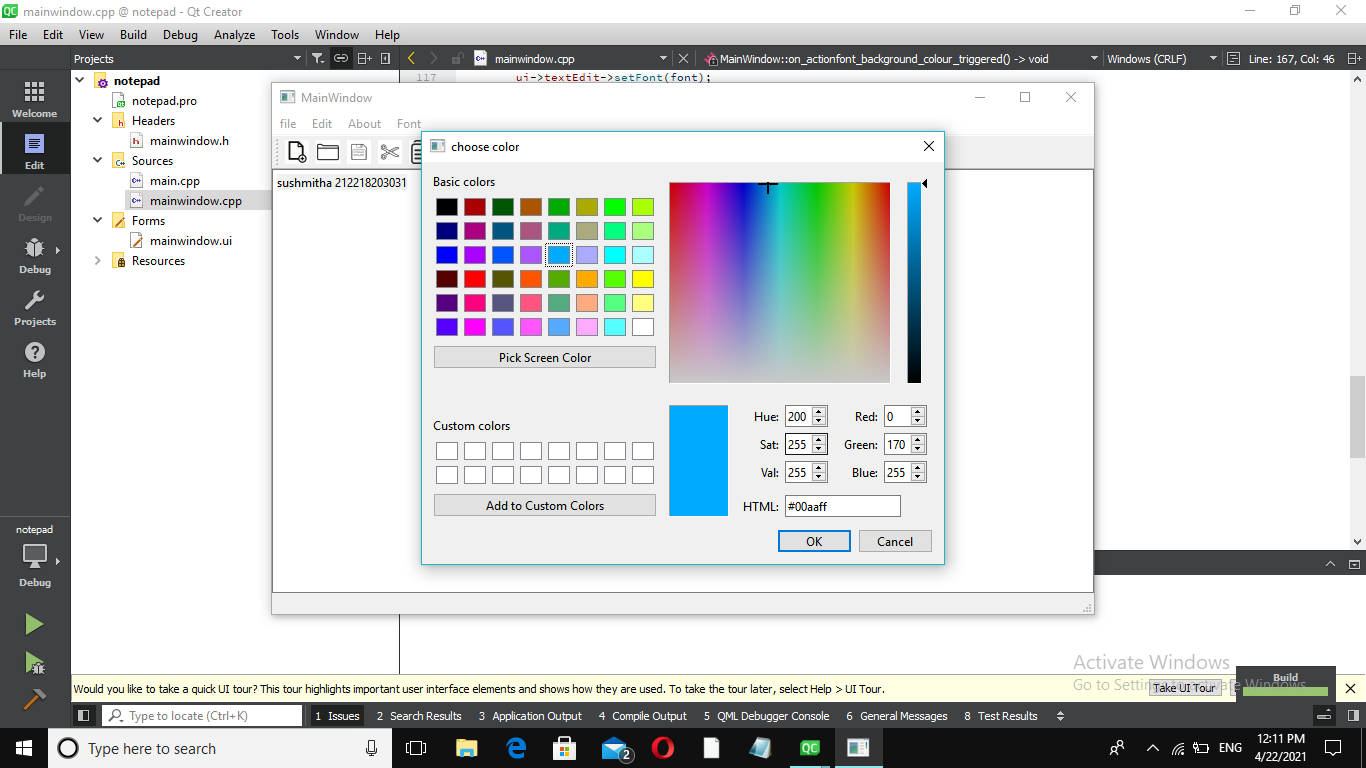 mainwindow.cpp @ notepad - Qt Creator
File Edit View Build Debug Analyze Tools Window Help
Projects mainwindow.cpp MainWindow::on_actionfont_background_colour_triggered() -> void Windows (CRLF) Line: 167, Col: 46
117 ui->textEdit->setFont(font);
Welcome
Edit
Design
Debug
Projects
Help
notepad
notepad.pro
Headers
mainwindow.h
Sources
main.cpp
mainwindow.cpp
Forms
mainwindow.ui
Resources
MainWindow
file Edit About Font
sushmitha 212218203031
choose color
Basic colors
Pick Screen Color
Custom colors
Add to Custom Colors
Hue: 200 Red: 0
Sat: 255 Green: 170
Val: 255 Blue: 255
HTML: #00aaff
OK Cancel
notepad
Debug
Activate Windows
Go to Settings to activate Windows.
Build
Would you like to take a quick UI tour? This tour highlights important user interface elements and shows how they are used. To take the tour later, select Help > UI Tour. Take UI Tour
Type to locate (Ctrl+K) 1 Issues 2 Search Results 3 Application Output 4 Compile Output 5 QML Debugger Console 6 General Messages 8 Test Results
Type here to search 2 QC ENG 12:11 PM
4/22/2021